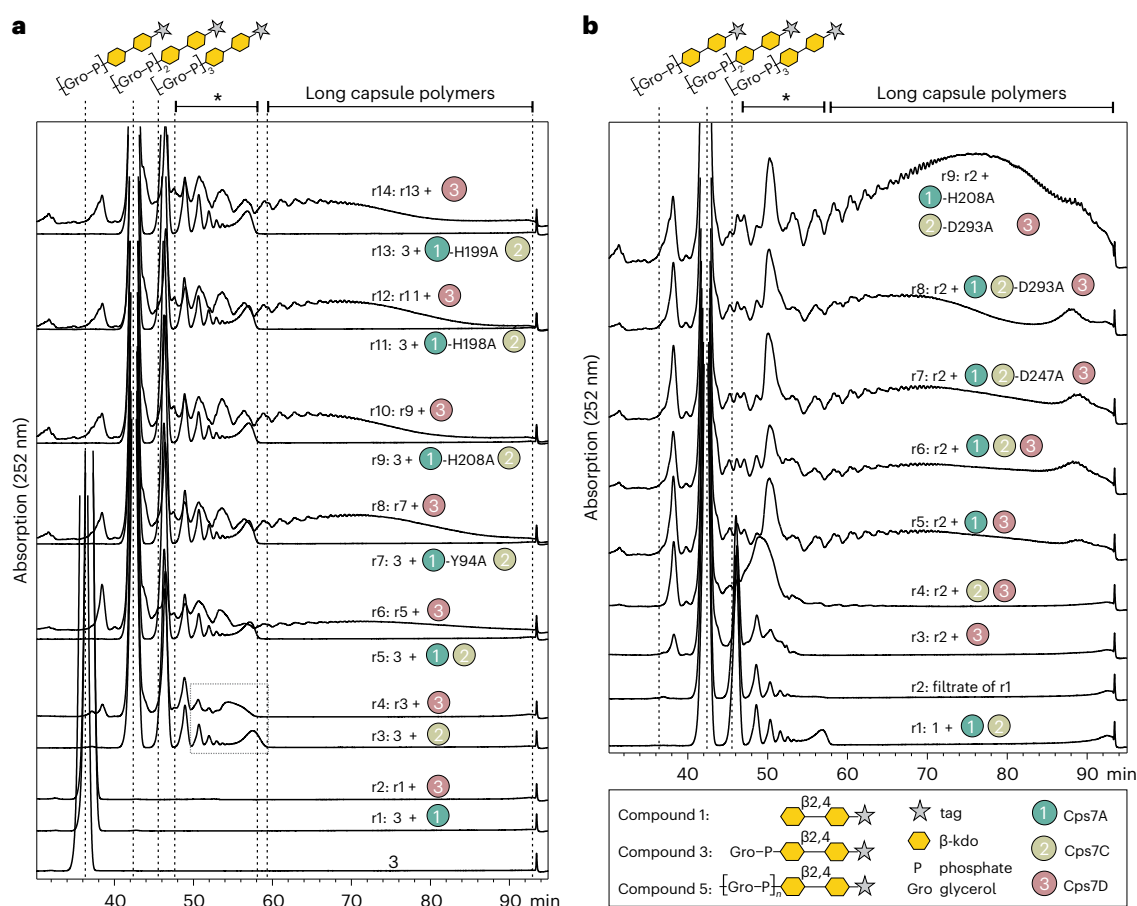 a
[Gro–P]
[Gro–P]2
[–Gro–P]3
*
Long capsule polymers
r14: r13 + 3
r13: 3 + 1-H199A 2
r12: r11 + 3
r11: 3 + 1-H198A 2
r10: r9 + 3
r9: 3 + 1-H208A 2
r8: r7 + 3
r7: 3 + 1-Y94A 2
r6: r5 + 3
r5: 3 + 1 2
r4: r3 + 3
r3: 3 + 2
r2: r1 + 3
r1: 3 + 1
3
Absorption (252 nm)
40 50 60 70 80 90 min
b
[Gro–P]
[Gro–P]2
[–Gro–P]3
*
Long capsule polymers
r9: r2 +
1-H208A
2-D293A 3
r8: r2 + 1 2-D293A 3
r7: r2 + 1 2-D247A 3
r6: r2 + 1 2 3
r5: r2 + 1 3
r4: r2 + 2 3
r3: r2 + 3
r2: filtrate of r1
r1: 1 + 1 2
Absorption (252 nm)
40 50 60 70 80 90 min
Compound 1: β2,4
Compound 3: Gro–P β2,4
Compound 5: [Gro–P]n β2,4
tag
β-kdo
P phosphate
Gro glycerol
1 Cps7A
2 Cps7C
3 Cps7D